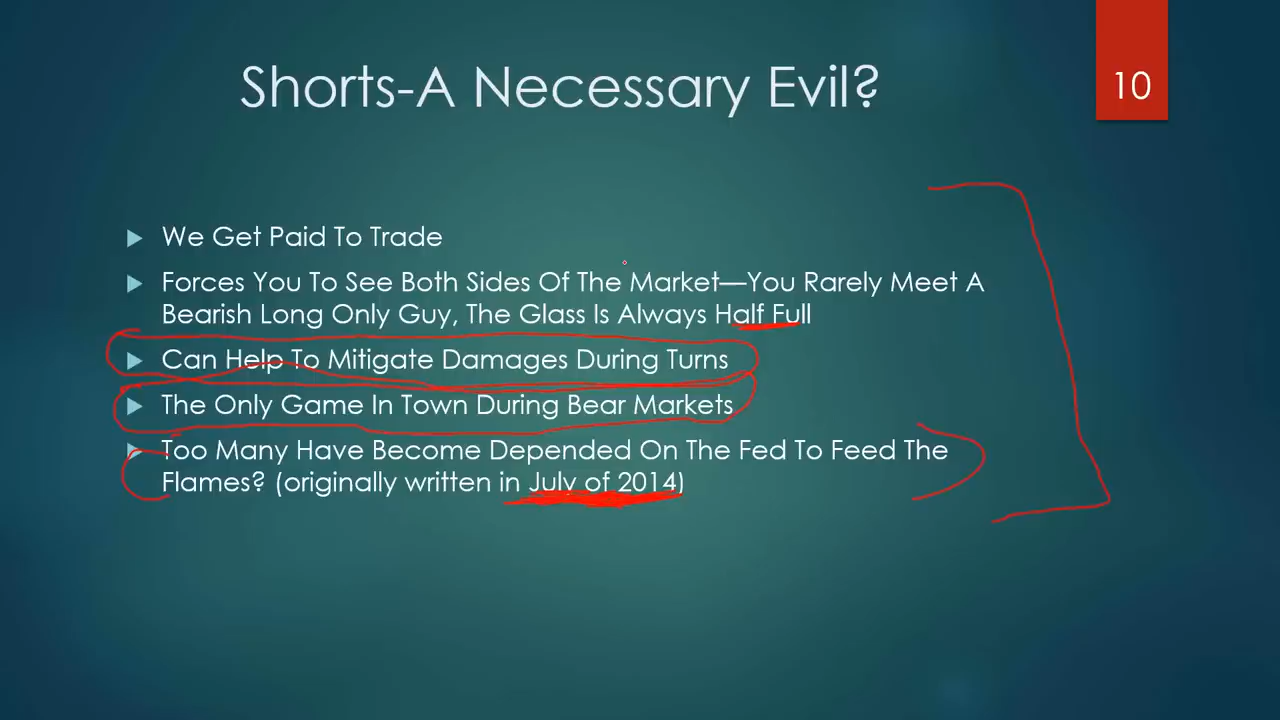 Shorts-A Necessary Evil?
10
We Get Paid To Trade
Forces You To See Both Sides Of The Market—You Rarely Meet A
Bearish Long Only Guy, The Glass Is Always Half Full
Can Help To Mitigate Damages During Turns
The Only Game In Town During Bear Markets
Too Many Have Become Depended On The Fed To Feed The
Flames? (originally written in July of 2014)